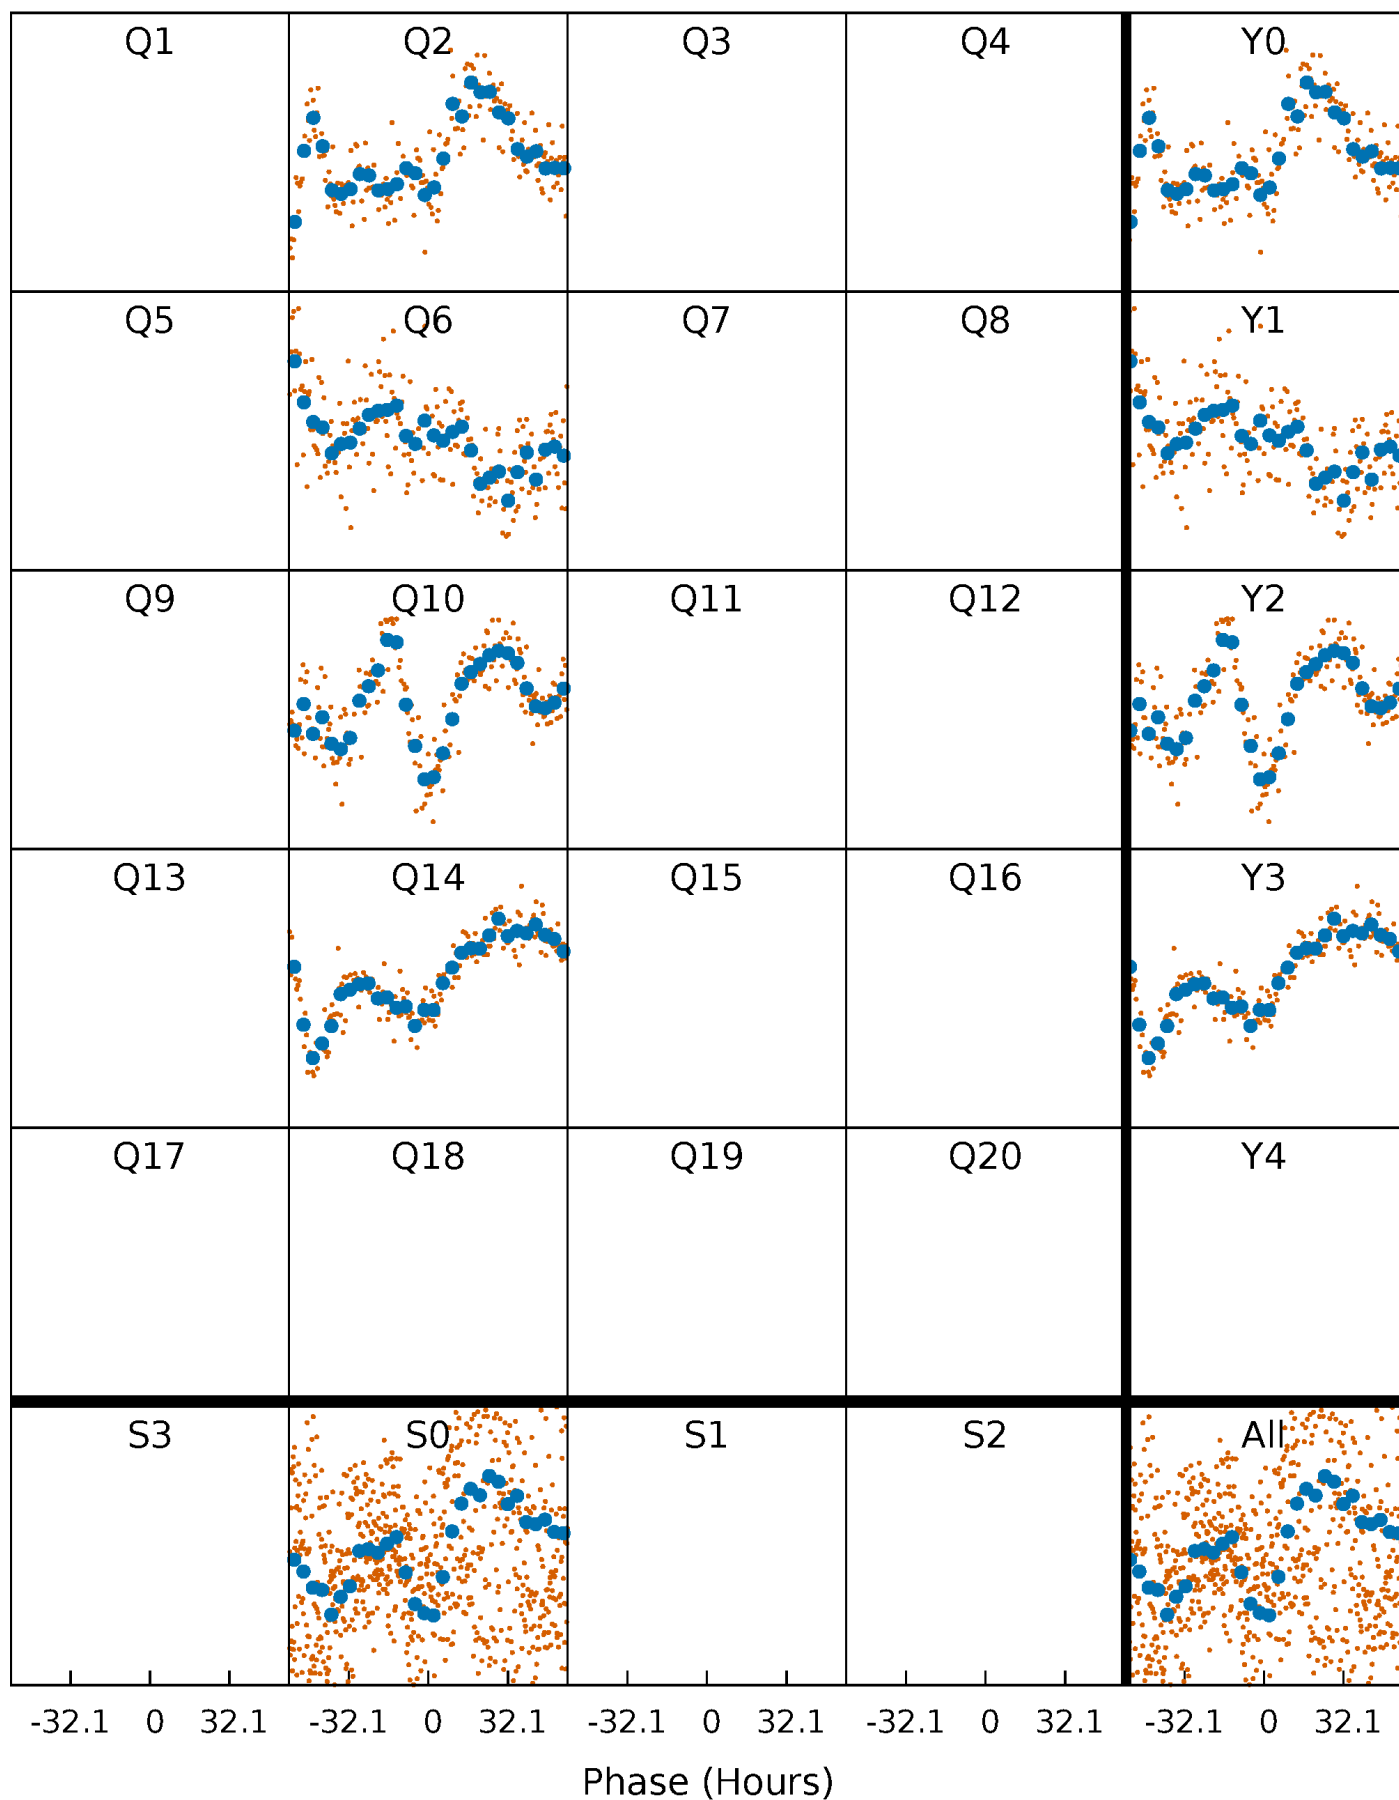 Q1 Q2 Q3 Q4 Y0
Q5 Q6 Q7 Q8 Y1
Q9 Q10 Q11 Q12 Y2
Q13 Q14 Q15 Q16 Y3
Q17 Q18 Q19 Q20 Y4
S3 S0 S1 S2 All
-32.1 0 32.1 -32.1 0 32.1 -32.1 0 32.1 -32.1 0 32.1 -32.1 0 32.1
Phase (Hours)